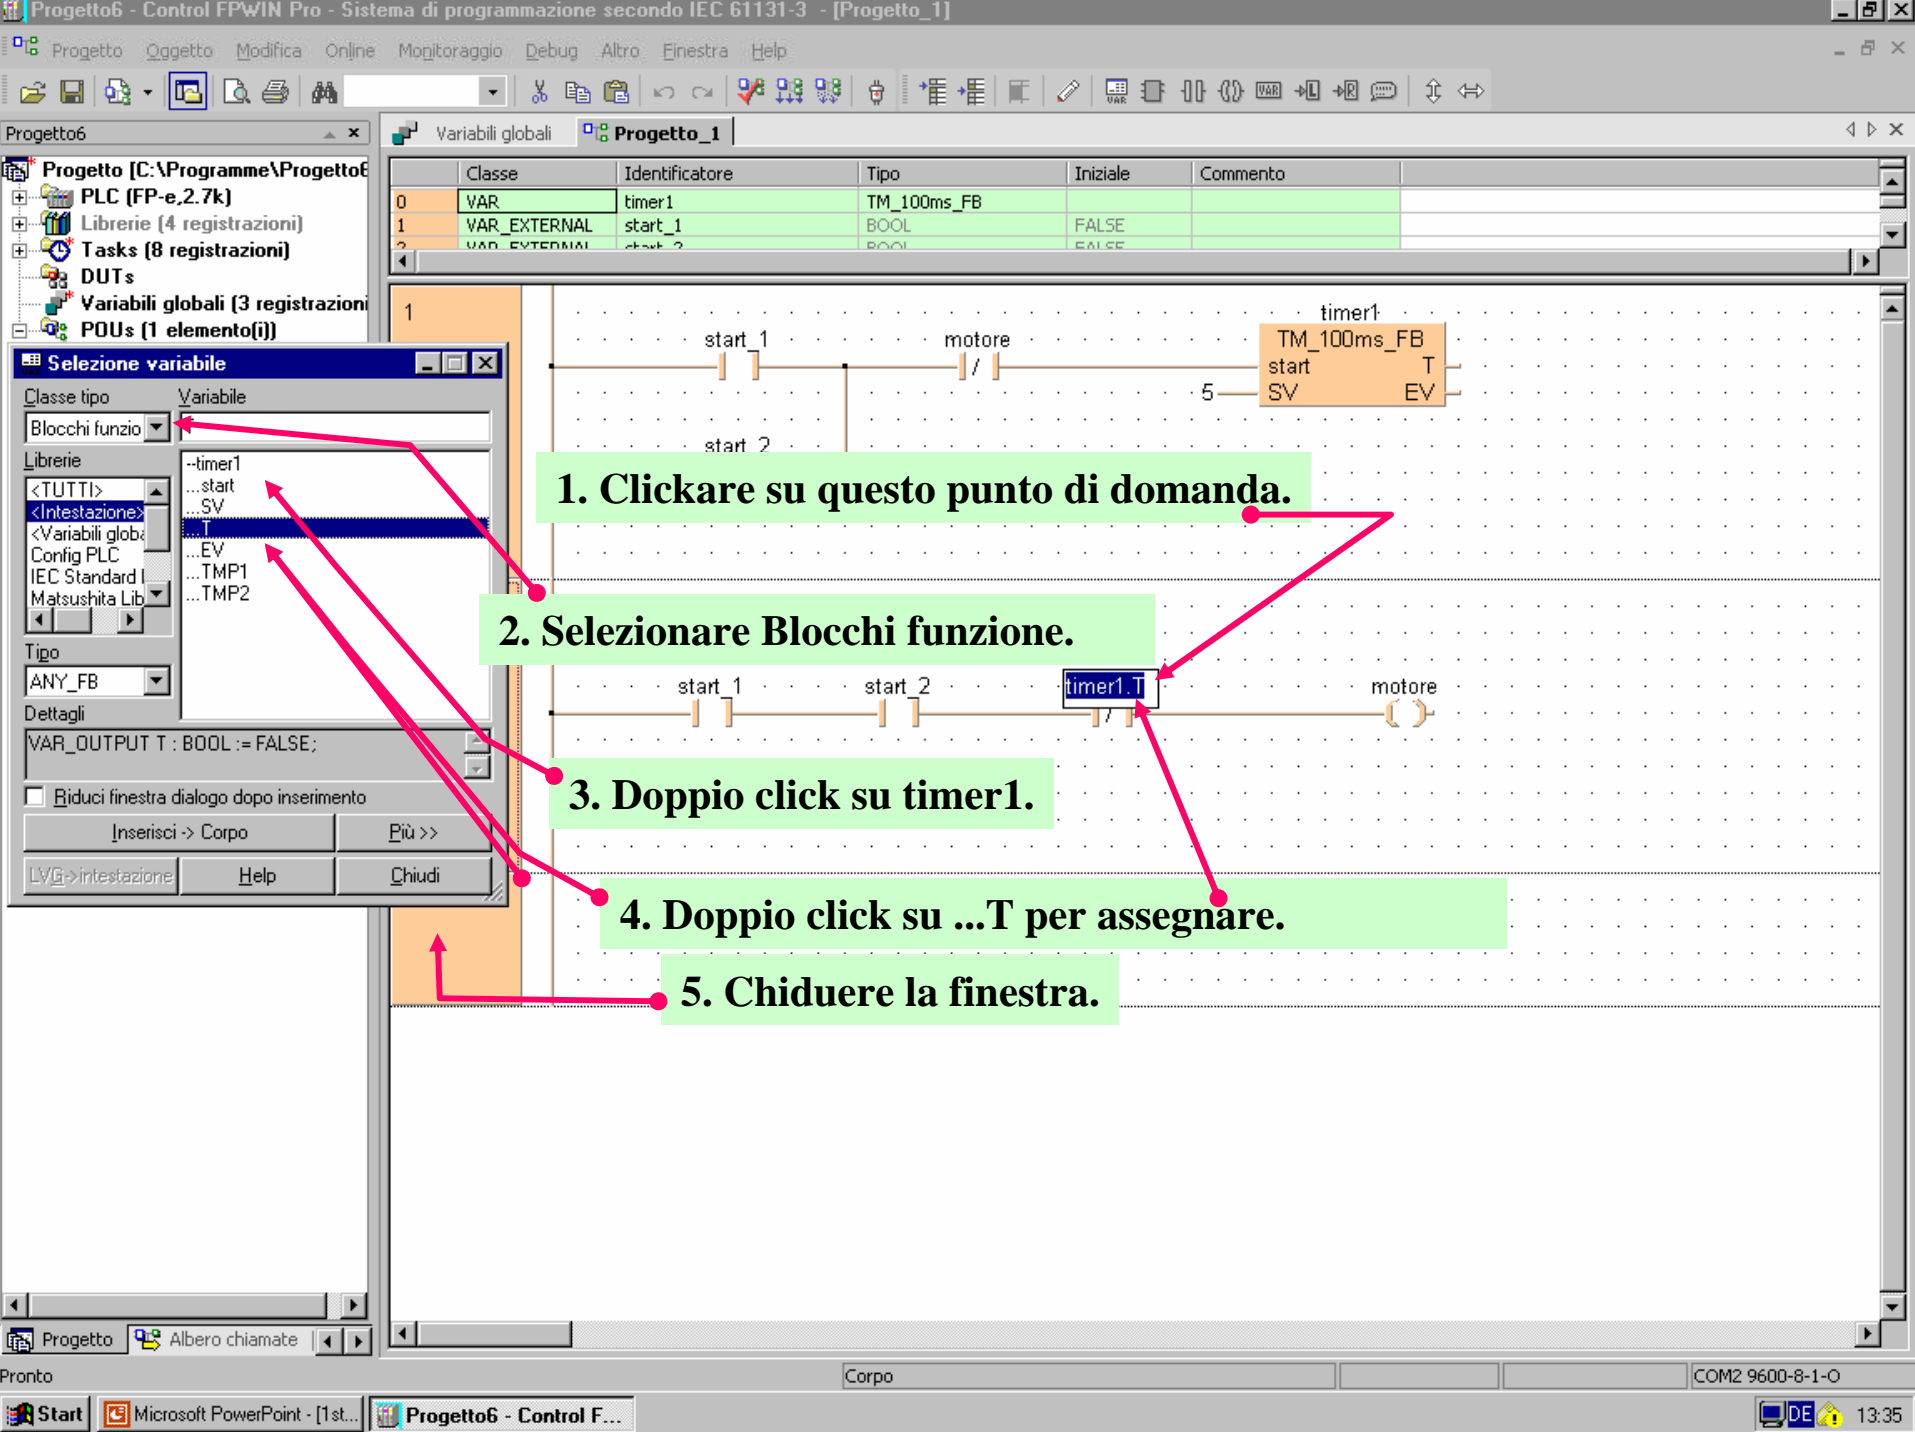 Progetto6 - Control FPWIN Pro - Sistema di programmazione secondo IEC 61131-3 - [Progetto_1]
Progetto Oggetto Modifica Online Monitoraggio Debug Altro Finestra Help
Progetto6
Variabili globali Progetto_1
Progetto [C:\Programme\Progetto6
PLC (FP-e,2.7k)
Librerie (4 registrazioni)
Tasks (8 registrazioni)
DUTs
Variabili globali (3 registrazioni
POUs (1 elemento(i))
Classe Identificatore Tipo Iniziale Commento
0 VAR timer1 TM_100ms_FB
1 VAR_EXTERNAL start_1 BOOL FALSE
2 VAR_EXTERNAL start_2 BOOL FALSE
1
start_1 motore timer1
TM_100ms_FB
start T
5 SV EV
start_2
Selezione variabile
Classe tipo Variabile
Blocchi funzio
Librerie
<TUTTI>
<Intestazione>
<Variabili globa
Config PLC
IEC Standard l
Matsushita Lib
--timer1
...start
...SV
...T
...EV
...TMP1
...TMP2
Tipo
ANY_FB
Dettagli
VAR_OUTPUT T : BOOL := FALSE;
Riduci finestra dialogo dopo inserimento
Inserisci -> Corpo Più >>
LVG->intestazione Help Chiudi
1. Clickare su questo punto di domanda.
2. Selezionare Blocchi funzione.
start_1 start_2 timer1.T motore
3. Doppio click su timer1.
4. Doppio click su ...T per assegnare.
5. Chiduere la finestra.
Progetto Albero chiamate
Pronto Corpo COM2 9600-8-1-O
Start Microsoft PowerPoint - [1st... Progetto6 - Control F... DE 13:35